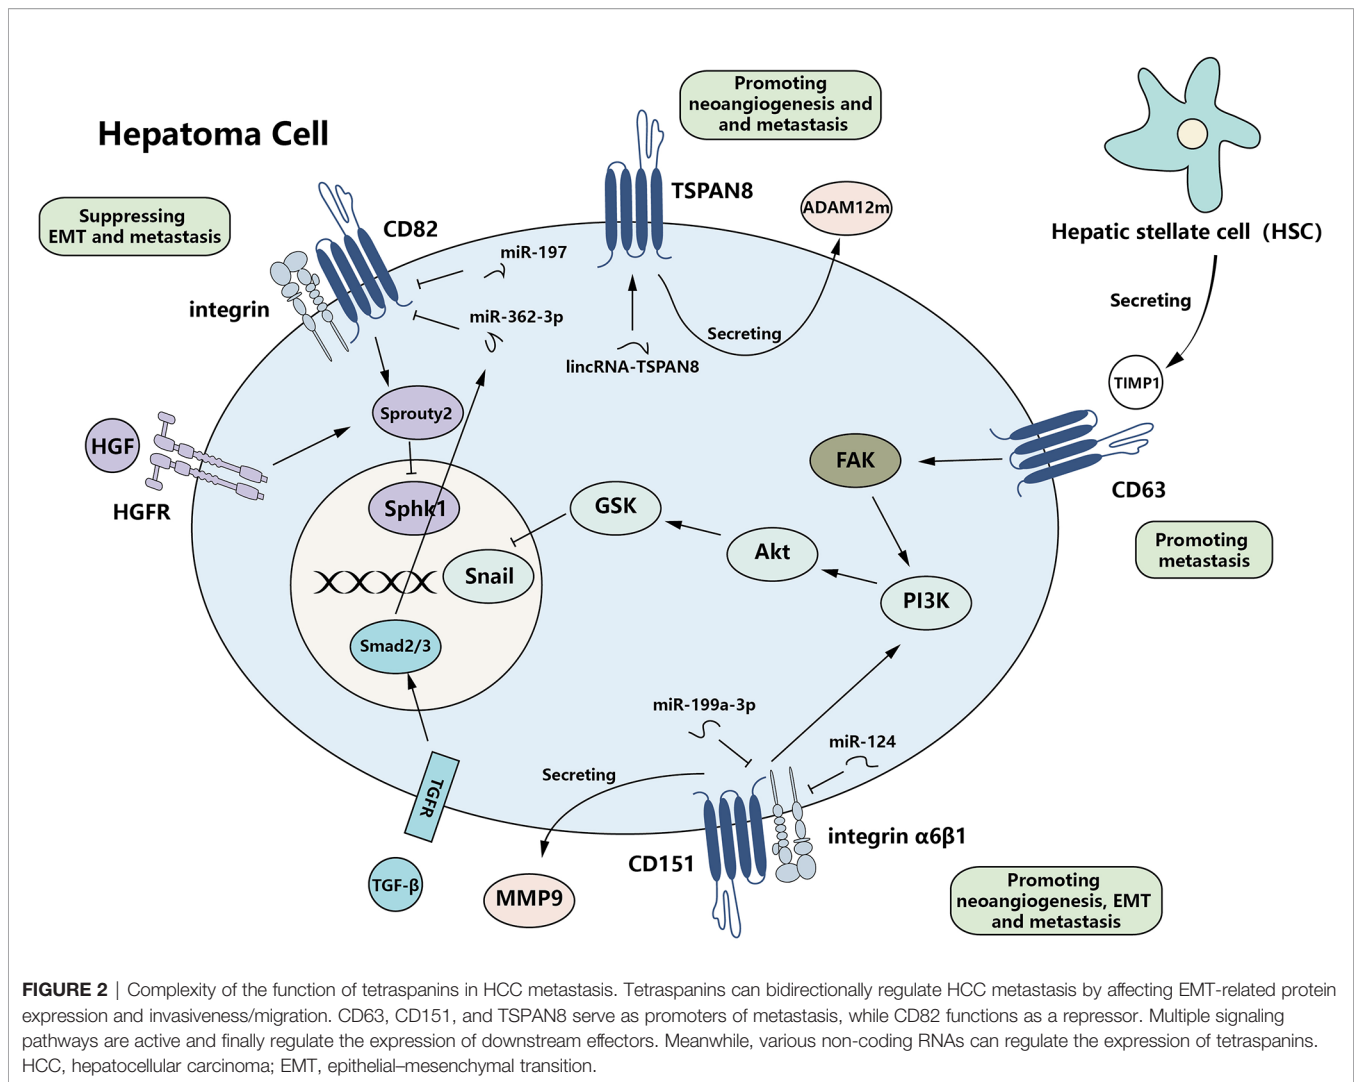 Hepatoma Cell
Promoting
neoangiogenesis and
and metastasis
TSPAN8
ADAM12m
Hepatic stellate cell (HSC)
Secreting
TIMP1
Suppressing
EMT and metastasis
CD82
integrin
miR-197
miR-362-3p
lincRNA-TSPAN8
Secreting
Sprouty2
HGF
HGFR
Sphk1
Snail
Smad2/3
GSK
Akt
FAK
PI3K
CD63
Promoting
metastasis
miR-199a-3p
miR-124
Secreting
TGFR
TGF-β
MMP9
CD151
integrin α6β1
Promoting
neoangiogenesis, EMT
and metastasis
FIGURE 2 | Complexity of the function of tetraspanins in HCC metastasis. Tetraspanins can bidirectionally regulate HCC metastasis by affecting EMT-related protein
expression and invasiveness/migration. CD63, CD151, and TSPAN8 serve as promoters of metastasis, while CD82 functions as a repressor. Multiple signaling
pathways are active and finally regulate the expression of downstream effectors. Meanwhile, various non-coding RNAs can regulate the expression of tetraspanins.
HCC, hepatocellular carcinoma; EMT, epithelial–mesenchymal transition.